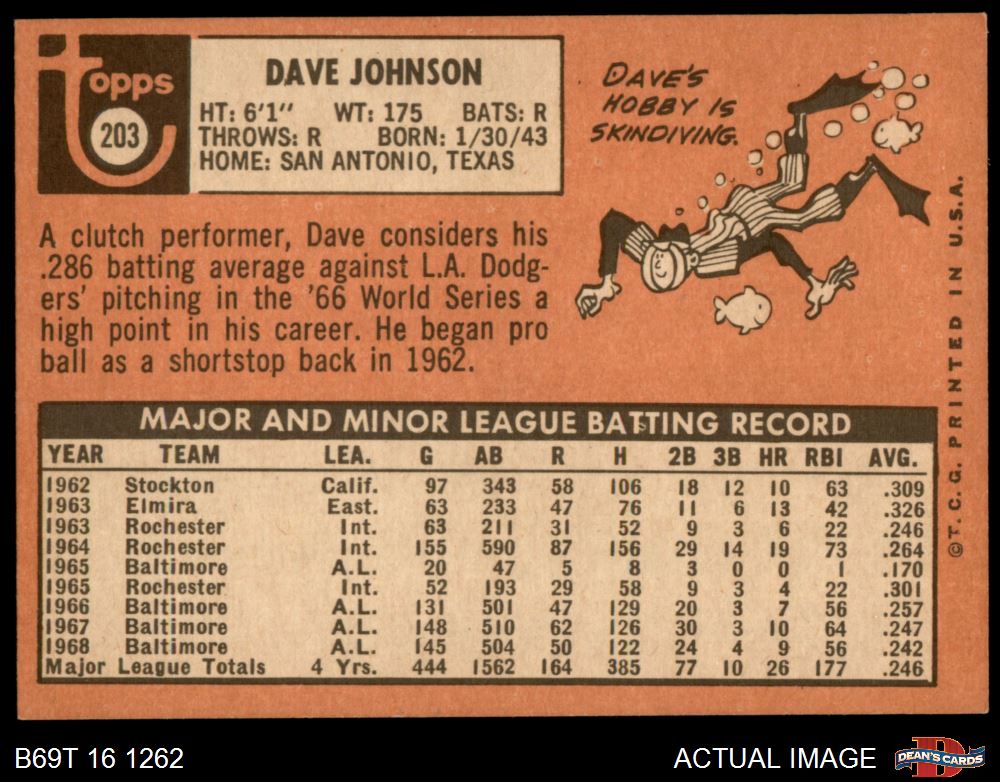 topps
203
DAVE JOHNSON
HT: 6'1" WT: 175 BATS: R
THROWS: R BORN: 1/30/43
HOME: SAN ANTONIO, TEXAS
DAVE'S
HOBBY IS
SKINDIVING.
A clutch performer, Dave considers his
.286 batting average against L.A. Dodg-
ers' pitching in the '66 World Series a
high point in his career. He began pro
ball as a shortstop back in 1962.
MAJOR AND MINOR LEAGUE BATTING RECORD
YEAR TEAM LEA. G AB R H 2B 3B HR RBI AVG.
1962 Stockton Calif. 97 343 58 106 18 12 10 63 .309
1963 Elmira East. 63 233 47 76 11 6 13 42 .326
1963 Rochester Int. 63 211 31 52 9 3 6 22 .246
1964 Rochester Int. 155 590 87 156 29 14 19 73 .264
1965 Baltimore A.L. 20 47 5 8 3 0 0 1 .170
1965 Rochester Int. 52 193 29 58 9 3 4 22 .301
1966 Baltimore A.L. 131 501 47 129 20 3 7 56 .257
1967 Baltimore A.L. 148 510 62 126 30 3 10 64 .247
1968 Baltimore A.L. 145 504 50 122 24 4 9 56 .242
Major League Totals 4 Yrs. 444 1562 164 385 77 10 26 177 .246
© T. C. G. PRINTED IN U.S.A.
B69T 16 1262
ACTUAL IMAGE
D
DEAN'S CARDS